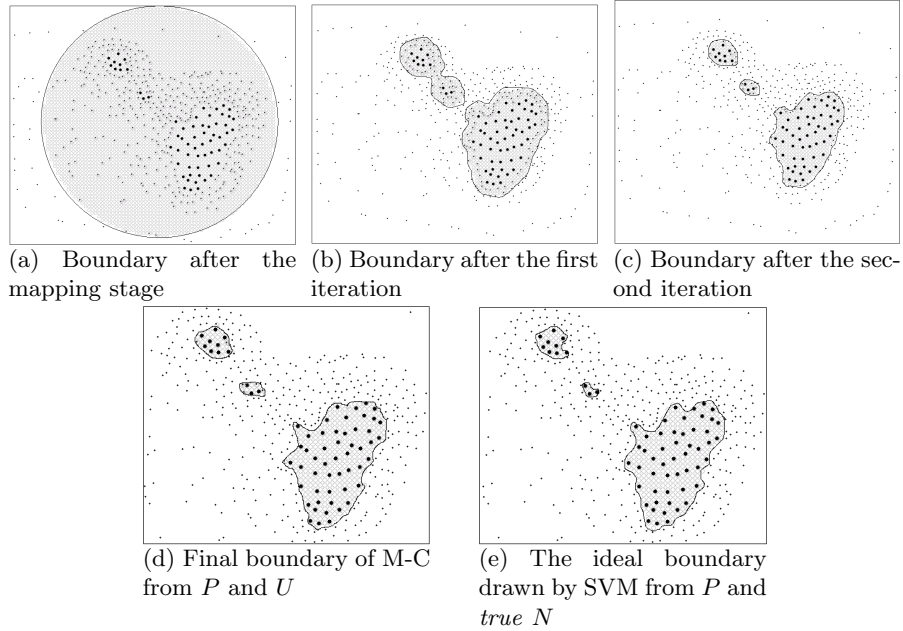 (a) Boundary after the
mapping stage
(b) Boundary after the first
iteration
(c) Boundary after the sec-
ond iteration
(d) Final boundary of M-C
from P and U
(e) The ideal boundary
drawn by SVM from P and
true N